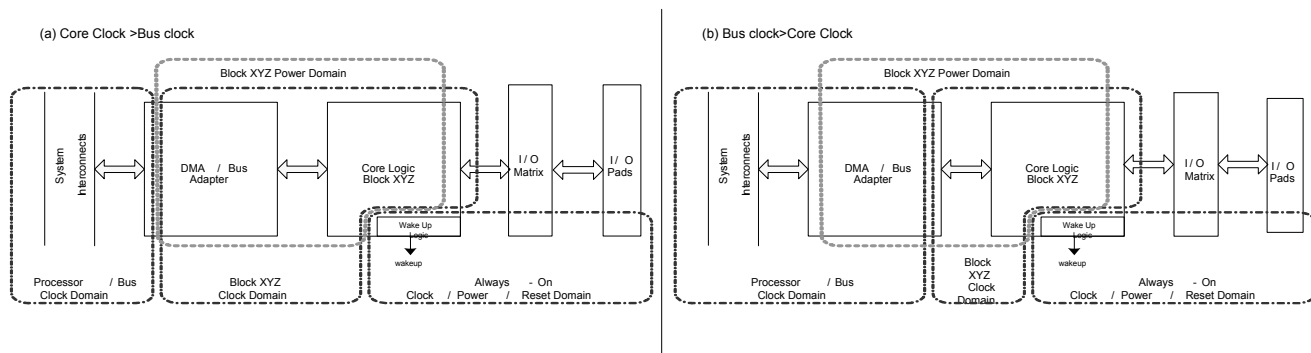 (a) Core Clock >Bus clock
Block XYZ Power Domain
System
Interconnects
DMA / Bus
Adapter
Core Logic
Block XYZ
I / O
Matrix
I / O
Pads
Wake Up
Logic
wakeup
Processor / Bus
Clock Domain
Block XYZ
Clock Domain
Always - On
Clock / Power / Reset Domain
(b) Bus clock>Core Clock
Block XYZ Power Domain
System
Interconnects
DMA / Bus
Adapter
Core Logic
Block XYZ
I / O
Matrix
I / O
Pads
Wake Up
Logic
wakeup
Processor / Bus
Clock Domain
Block
XYZ
Clock
Domain
Always - On
Clock / Power / Reset Domain